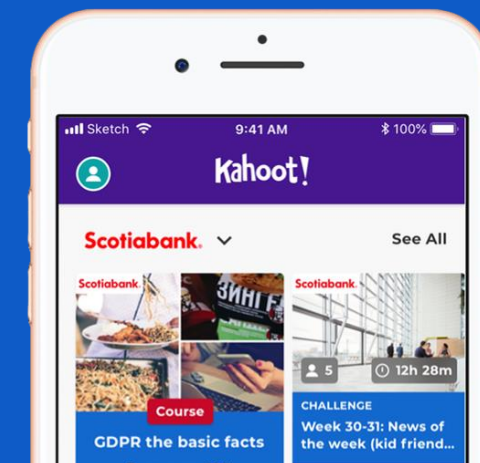 Sketch
9:41 AM
100%
Kahoot!
Scotiabank.
See All
Scotiabank.
Scotiabank.
5
12h 28m
Course
CHALLENGE
GDPR the basic facts
Week 30-31: News of
the week (kid friend...